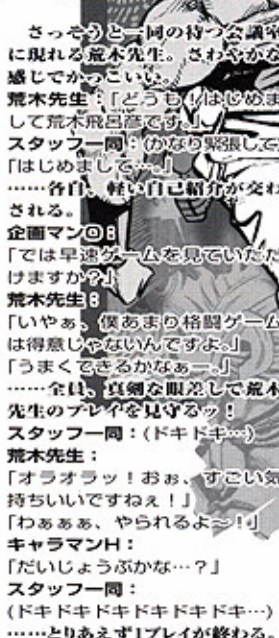 さっそうと一同の待つ会議室
に現れる荒木先生。さわやかな
感じでかっこいい。
荒木先生：「どうも！はじめま
して荒木飛呂彦です。」
スタッフ一同：（かなり緊張して）
「はじめまして…。」
……各自、軽い自己紹介が交わ
される。
企画マンO：
「では早速ゲームを見ていただ
けますか？」
荒木先生：
「いやぁ、僕あまり格闘ゲーム
は得意じゃないんですよ。」
「うまくできるかなぁー。」
……全員、真剣な眼差しで荒木
先生のプレイを見守るッ！
スタッフ一同：（ドキドキ…）
荒木先生：
「オラオラッ！おぉ、すごい気
持ちいいですねぇ！」
「わぁぁぁ、やられるよ～！」
キャラマンH：
「だいじょうぶかな…？」
スタッフ一同：
（ドキドキドキドキドキドキ…）
……とりあえず1プレイが終わる。